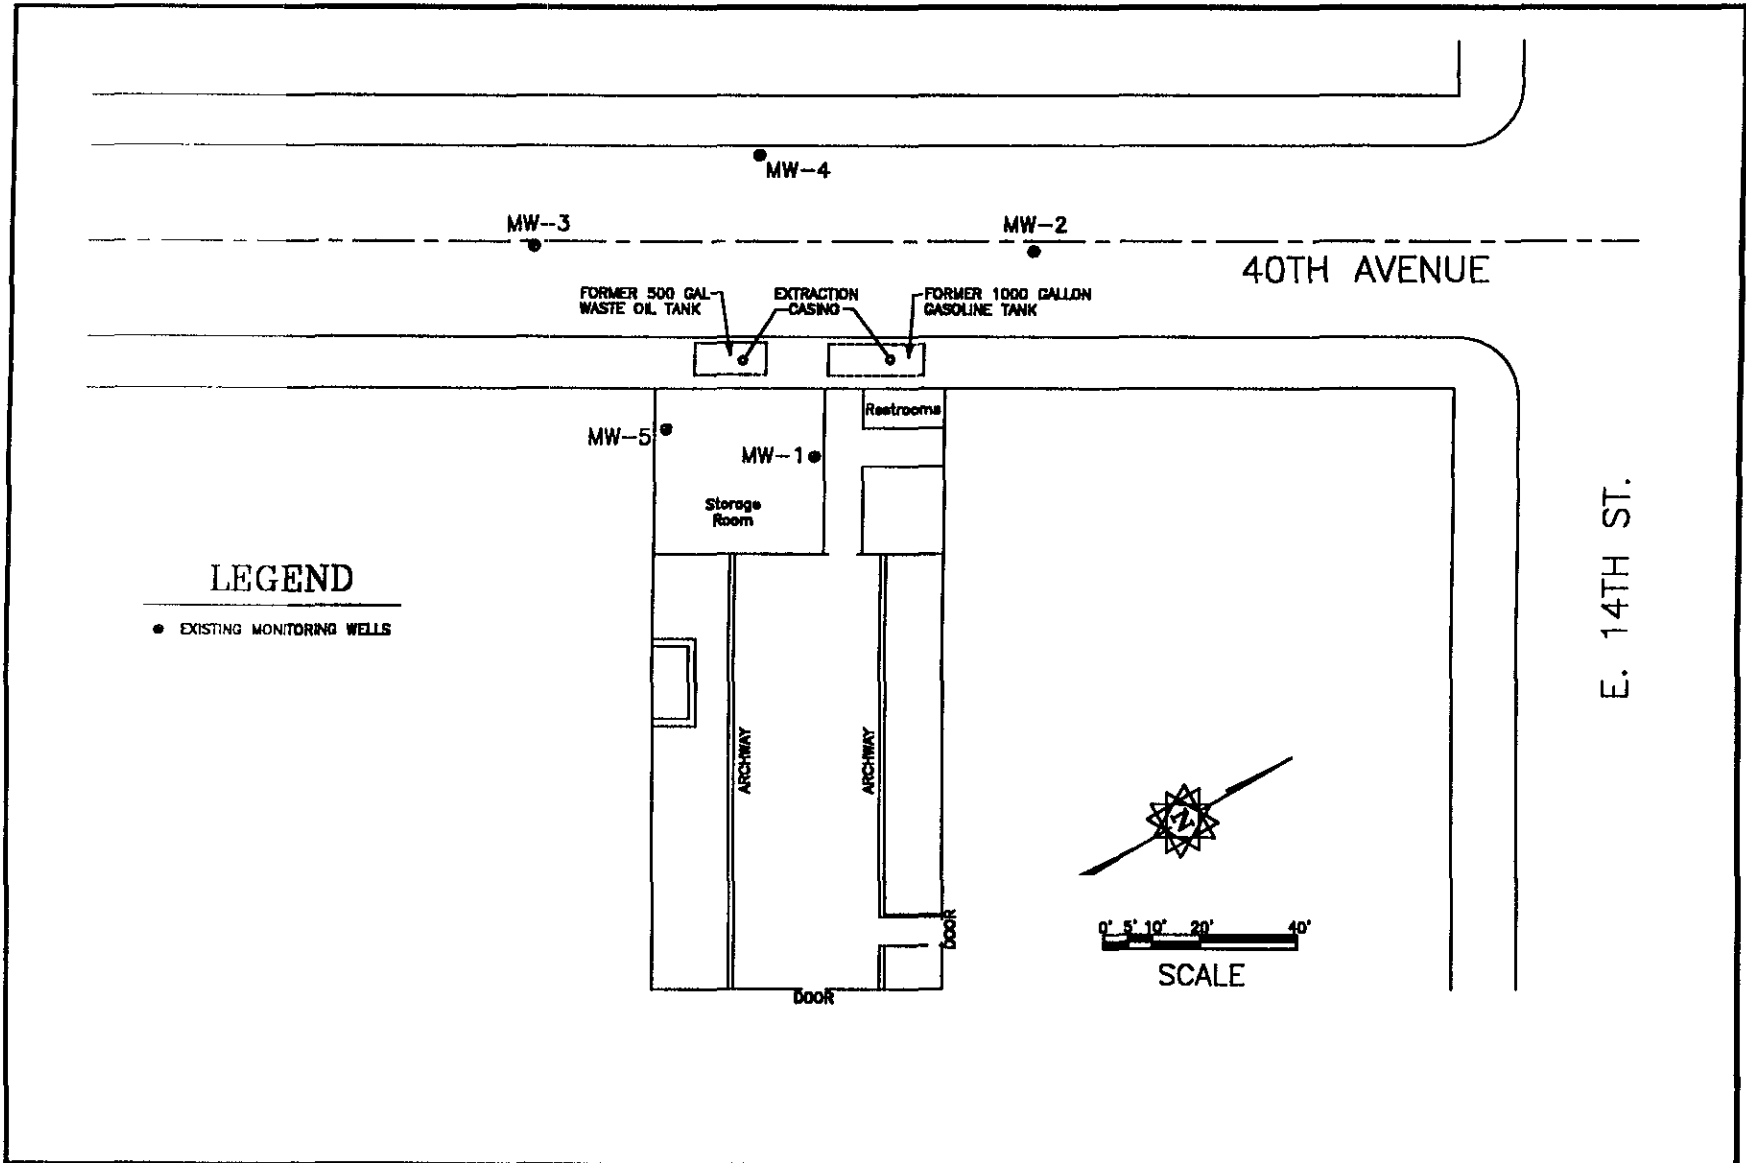 MW-4
MW--3
MW-2
40TH AVENUE
FORMER 500 GAL
WASTE OIL TANK
EXTRACTION
CASING
FORMER 1000 GALLON
GASOLINE TANK
Restrooms
MW-5
MW-1
Storage
Room
E. 14TH ST.
LEGEND
EXISTING MONITORING WELLS
ARCHWAY
ARCHWAY
N
DOOR
0' 5' 10' 20' 40'
SCALE
DOOR